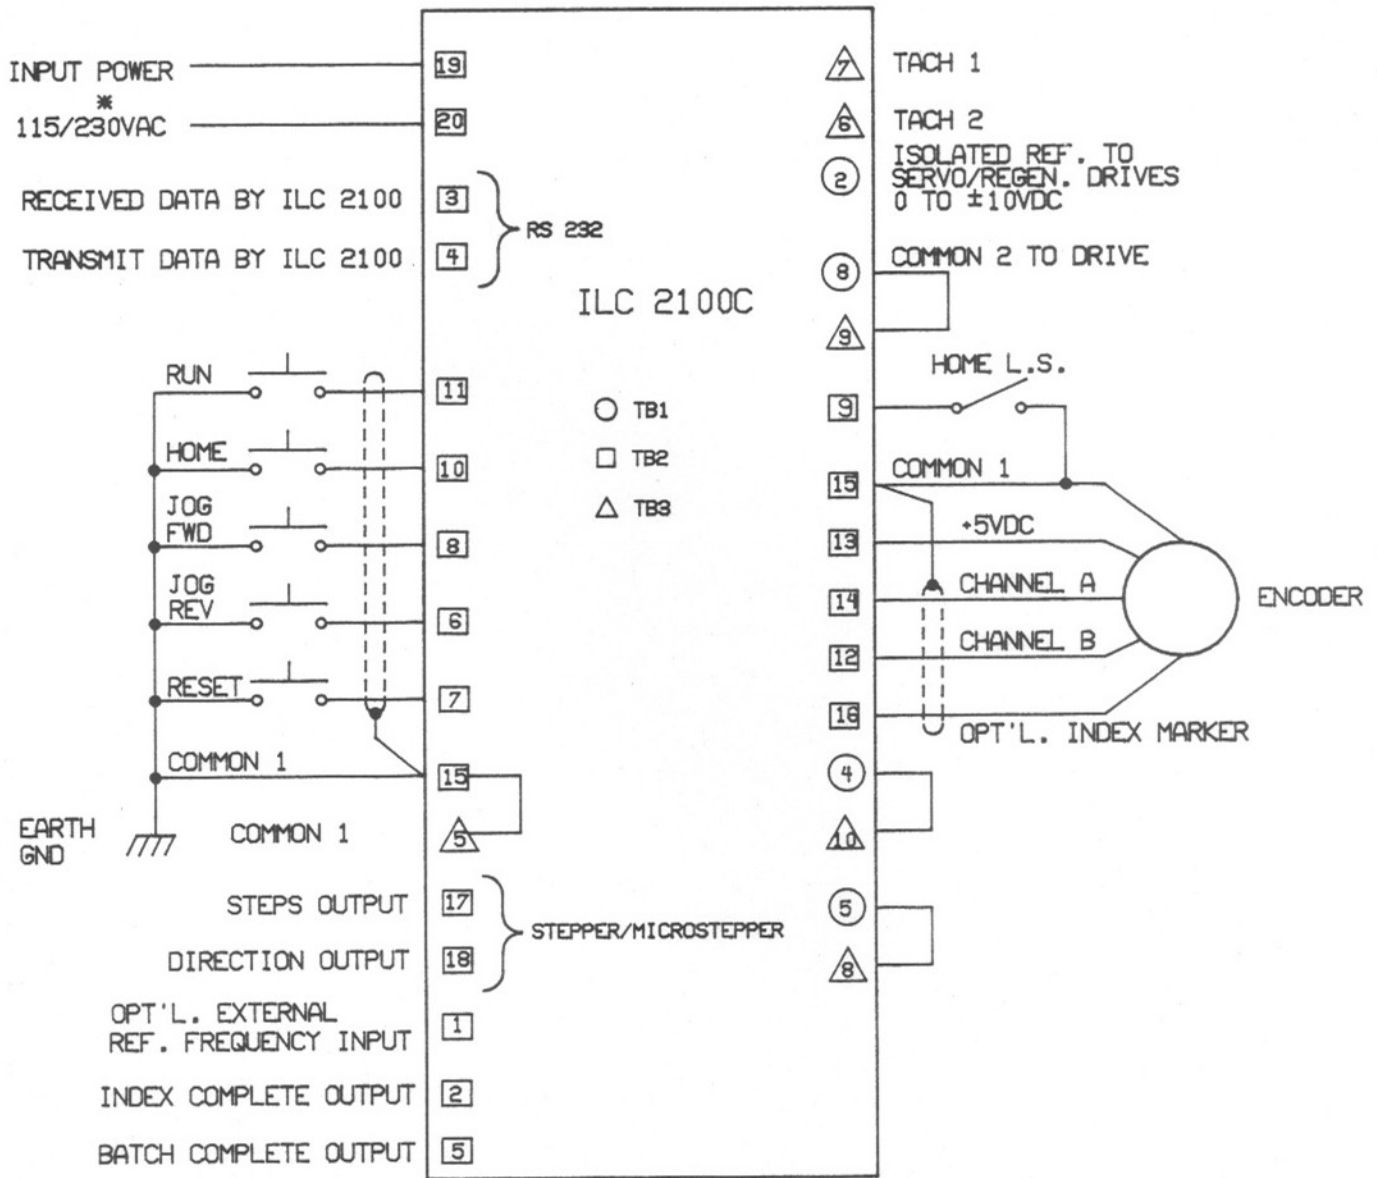 INPUT POWER
*
115/230VAC
RECEIVED DATA BY ILC 2100
TRANSMIT DATA BY ILC 2100
19
20
3
4
RS 232
ILC 2100C
RUN
HOME
JOG
FWD
JOG
REV
RESET
COMMON 1
EARTH
GND
COMMON 1
11
10
8
6
7
15
5
TB1
TB2
TB3
STEPS OUTPUT
17
DIRECTION OUTPUT
18
STEPPER/MICROSTEPPER
OPT'L. EXTERNAL
REF. FREQUENCY INPUT
1
INDEX COMPLETE OUTPUT
2
BATCH COMPLETE OUTPUT
5
7
TACH 1
6
TACH 2
2
ISOLATED REF. TO
SERVO/REGEN. DRIVES
0 TO ±10VDC
8
COMMON 2 TO DRIVE
9
HOME L.S.
9
COMMON 1
15
+5VDC
13
CHANNEL A
14
ENCODER
CHANNEL B
12
16
OPT'L. INDEX MARKER
4
10
5
8